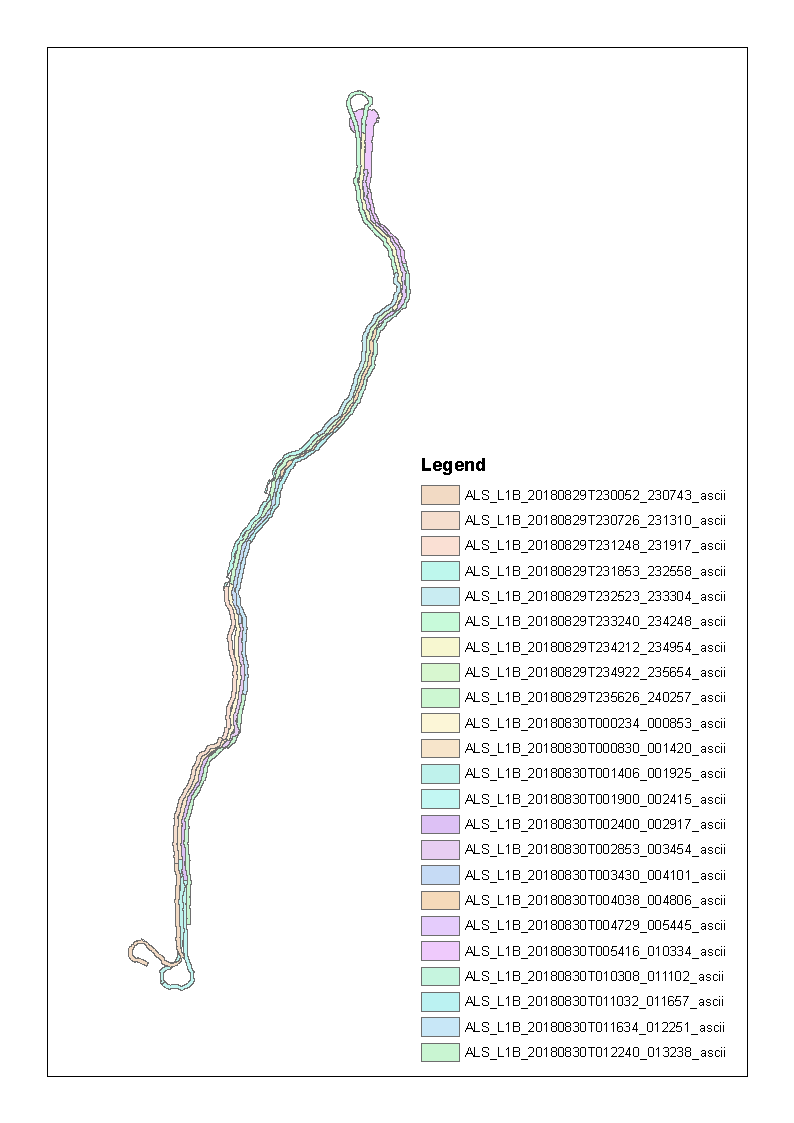 Legend
ALS_L1B_20180829T230052_230743_ascii
ALS_L1B_20180829T230726_231310_ascii
ALS_L1B_20180829T231248_231917_ascii
ALS_L1B_20180829T231853_232558_ascii
ALS_L1B_20180829T232523_233304_ascii
ALS_L1B_20180829T233240_234248_ascii
ALS_L1B_20180829T234212_234954_ascii
ALS_L1B_20180829T234922_235654_ascii
ALS_L1B_20180829T235626_240257_ascii
ALS_L1B_20180830T000234_000853_ascii
ALS_L1B_20180830T000830_001420_ascii
ALS_L1B_20180830T001406_001925_ascii
ALS_L1B_20180830T001900_002415_ascii
ALS_L1B_20180830T002400_002917_ascii
ALS_L1B_20180830T002853_003454_ascii
ALS_L1B_20180830T003430_004101_ascii
ALS_L1B_20180830T004038_004806_ascii
ALS_L1B_20180830T004729_005445_ascii
ALS_L1B_20180830T005416_010334_ascii
ALS_L1B_20180830T010308_011102_ascii
ALS_L1B_20180830T011032_011657_ascii
ALS_L1B_20180830T011634_012251_ascii
ALS_L1B_20180830T012240_013238_ascii